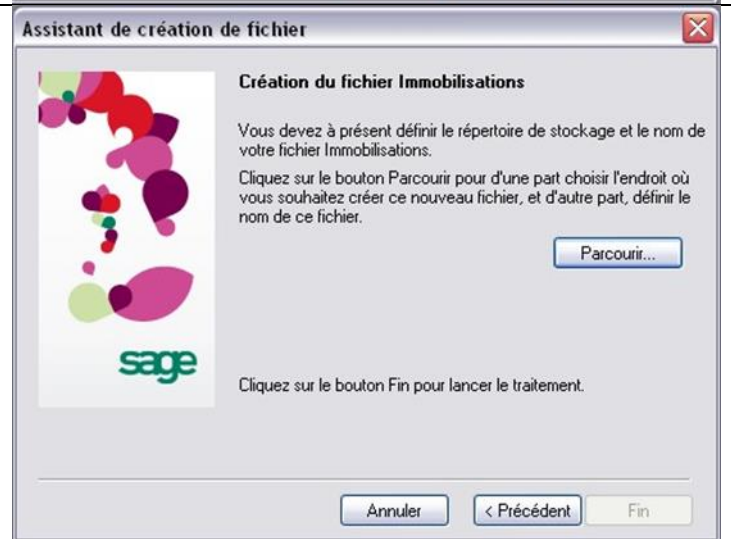 Assistant de création de fichier
Création du fichier Immobilisations
Vous devez à présent définir le répertoire de stockage et le nom de
votre fichier Immobilisations.
Cliquez sur le bouton Parcourir pour d'une part choisir l'endroit où
vous souhaitez créer ce nouveau fichier, et d'autre part, définir le
nom de ce fichier.
Parcourir...
sage
Cliquez sur le bouton Fin pour lancer le traitement.
Annuler
< Précédent
Fin